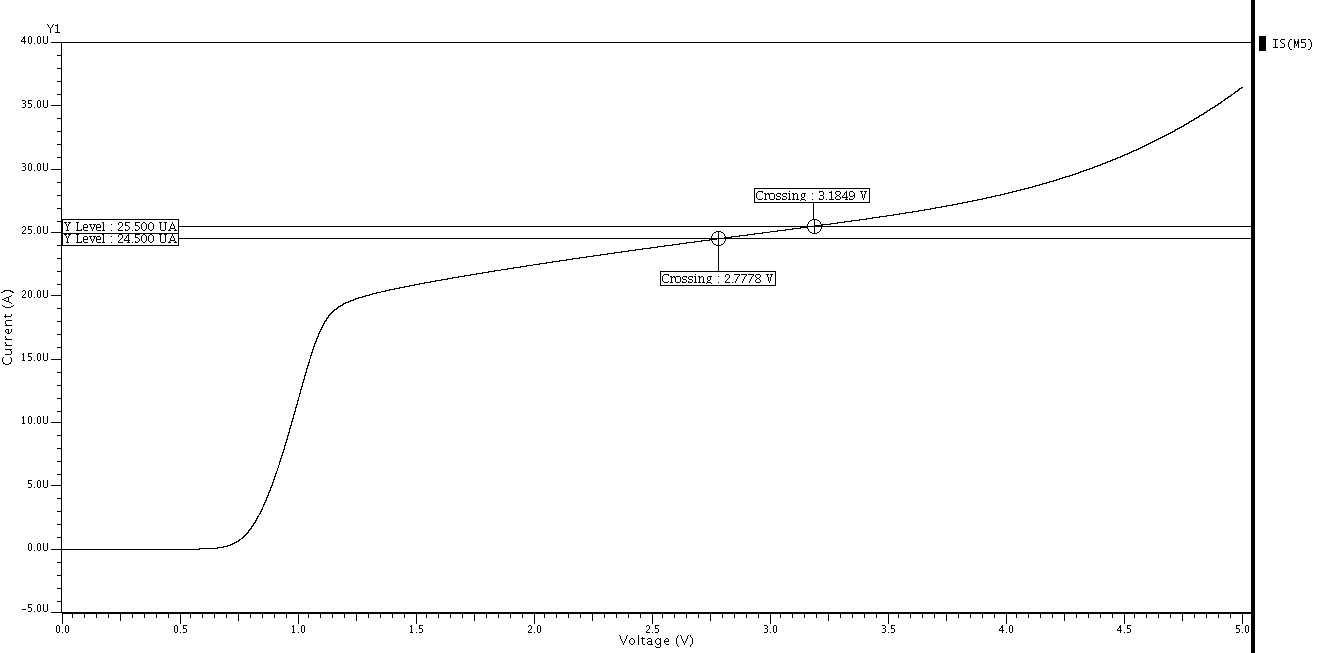 Y1
40.0U
IS(M5)
35.0U
30.0U
Crossing : 3.1849 V
Y Level : 25.500 UA
25.0U
Y Level : 24.500 UA
Crossing : 2.7778 V
20.0U
Current (A)
15.0U
10.0U
5.0U
0.0U
-5.0U
0.0 0.5 1.0 1.5 2.0 2.5 3.0 3.5 4.0 4.5 5.0
Voltage (V)